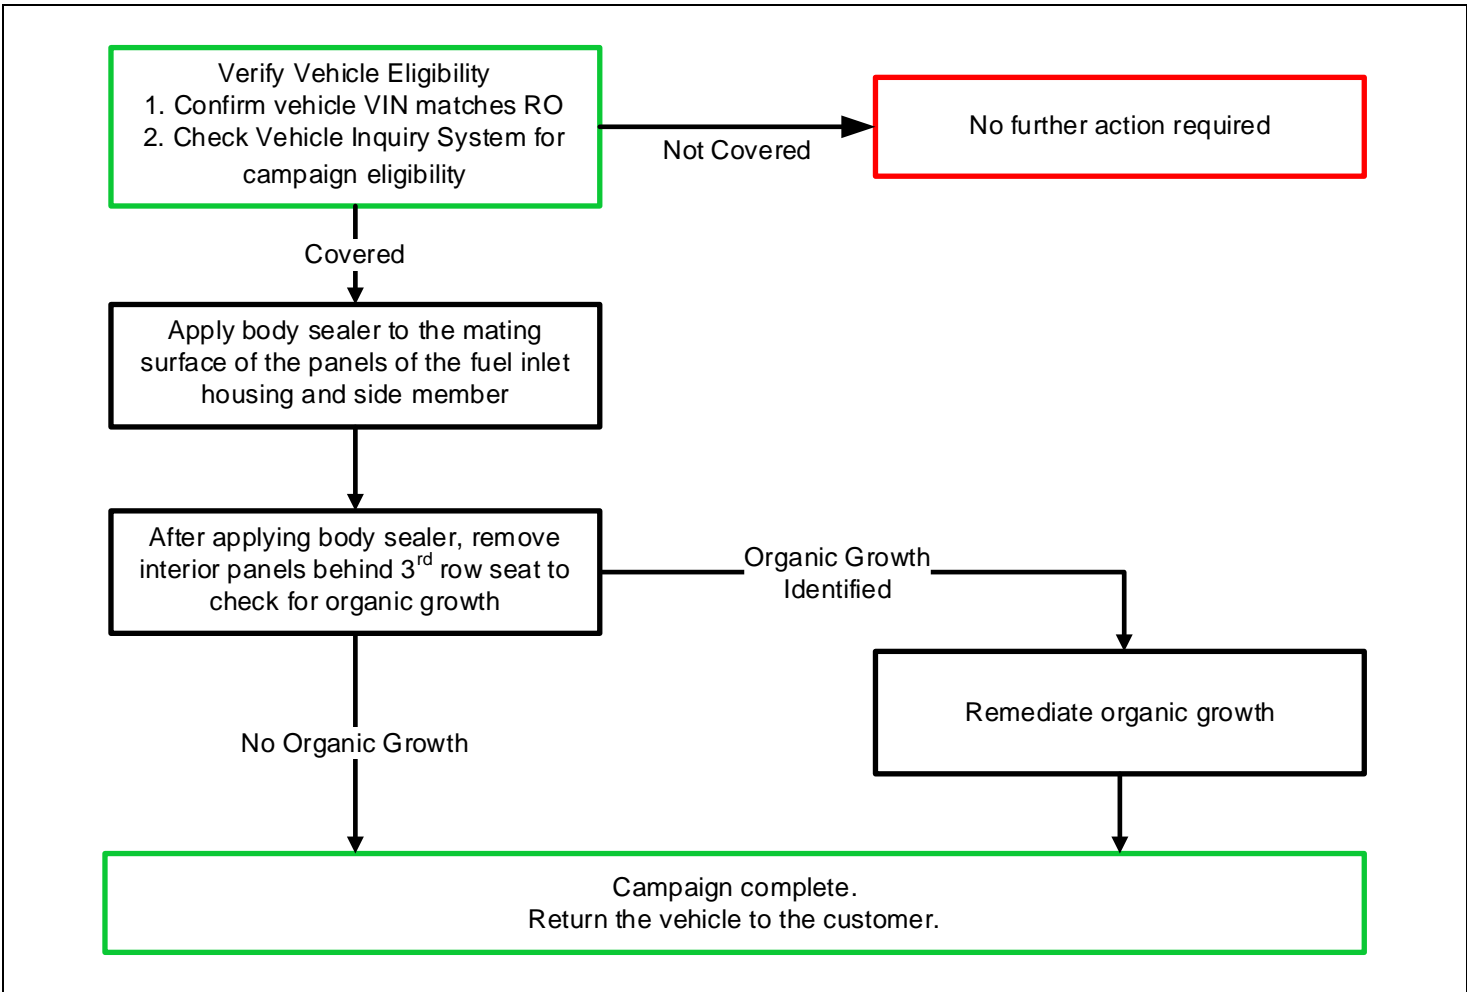 Verify Vehicle Eligibility
1. Confirm vehicle VIN matches RO
2. Check Vehicle Inquiry System for
campaign eligibility
Not Covered
No further action required
Covered
Apply body sealer to the mating
surface of the panels of the fuel inlet
housing and side member
After applying body sealer, remove
interior panels behind 3rd row seat to
check for organic growth
Organic Growth
Identified
Remediate organic growth
No Organic Growth
Campaign complete.
Return the vehicle to the customer.